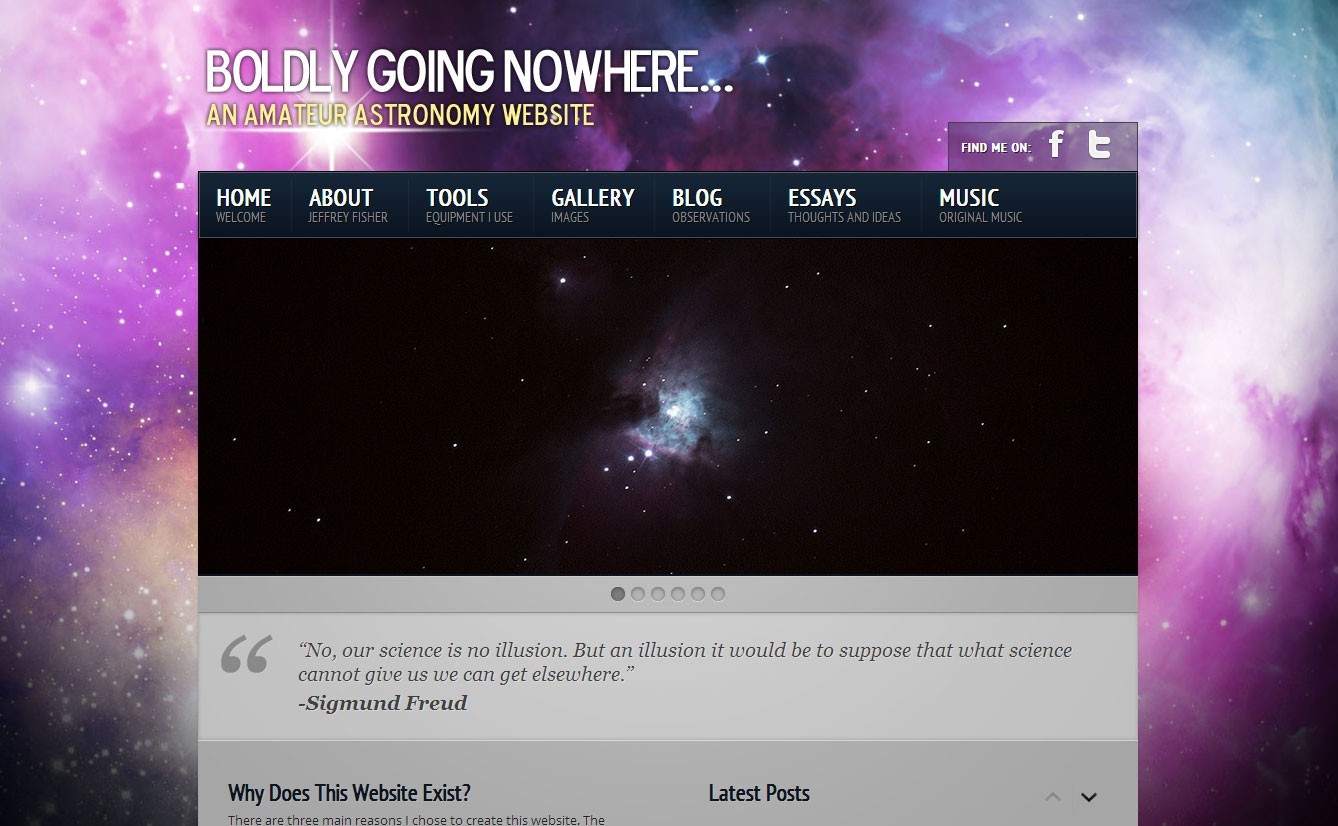 BOLDLY GOING NOWHERE...
AN AMATEUR ASTRONOMY WEBSITE
FIND ME ON:
HOME
WELCOME
ABOUT
JEFFREY FISHER
TOOLS
EQUIPMENT I USE
GALLERY
IMAGES
BLOG
OBSERVATIONS
ESSAYS
THOUGHTS AND IDEAS
MUSIC
ORIGINAL MUSIC
“No, our science is no illusion. But an illusion it would be to suppose that what science
cannot give us we can get elsewhere.”
-Sigmund Freud
Why Does This Website Exist?
There are three main reasons I chose to create this website. The
Latest Posts